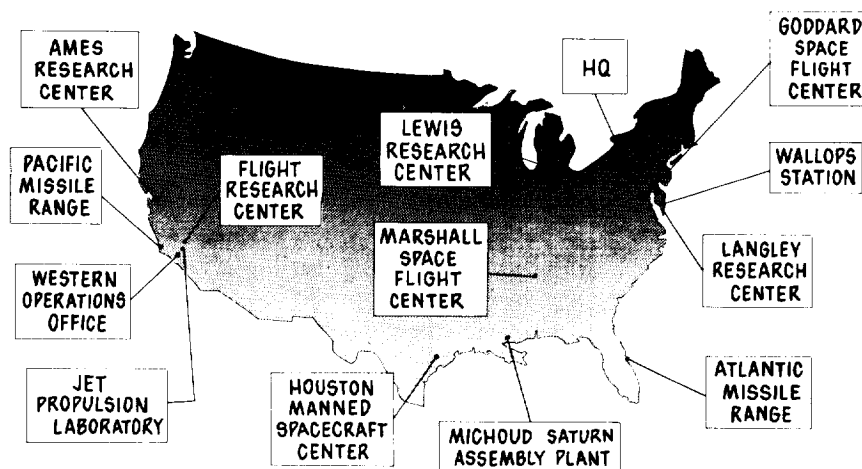 AMES
RESEARCH
CENTER
HQ
GODDARD
SPACE
FLIGHT
CENTER
PACIFIC
MISSILE
RANGE
FLIGHT
RESEARCH
CENTER
LEWIS
RESEARCH
CENTER
WALLOPS
STATION
WESTERN
OPERATIONS
OFFICE
MARSHALL
SPACE
FLIGHT
CENTER
LANGLEY
RESEARCH
CENTER
JET
PROPULSION
LABORATORY
HOUSTON
MANNED
SPACECRAFT
CENTER
MICHOUD SATURN
ASSEMBLY PLANT
ATLANTIC
MISSILE
RANGE